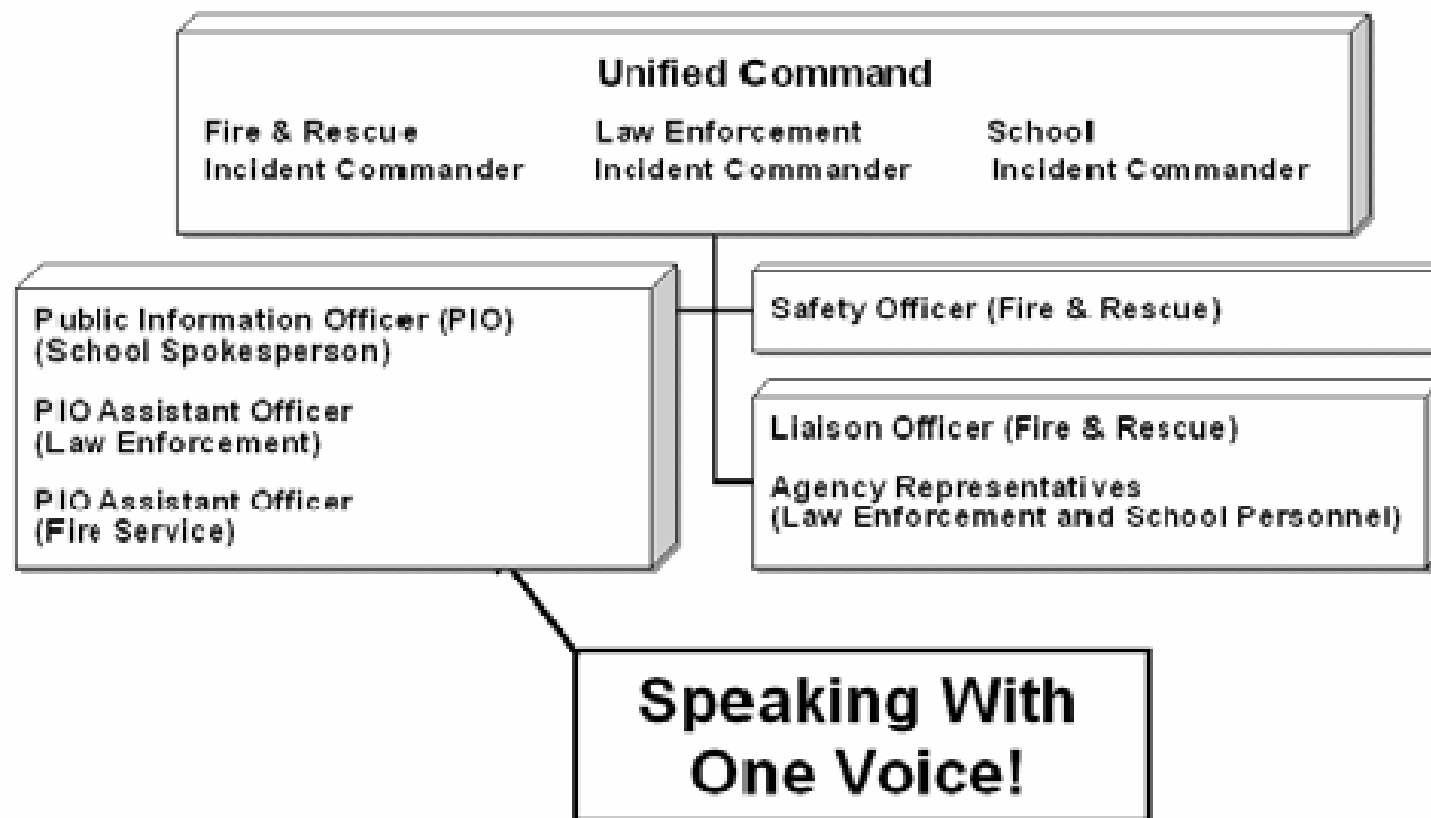 Unified Command
Fire & Rescue
Incident Commander
Law Enforcement
Incident Commander
School
Incident Commander
Public Information Officer (PIO)
(School Spokesperson)
PIO Assistant Officer
(Law Enforcement)
PIO Assistant Officer
(Fire Service)
Safety Officer (Fire & Rescue)
Liaison Officer (Fire & Rescue)
Agency Representatives
(Law Enforcement and School Personnel)
Speaking With
One Voice!